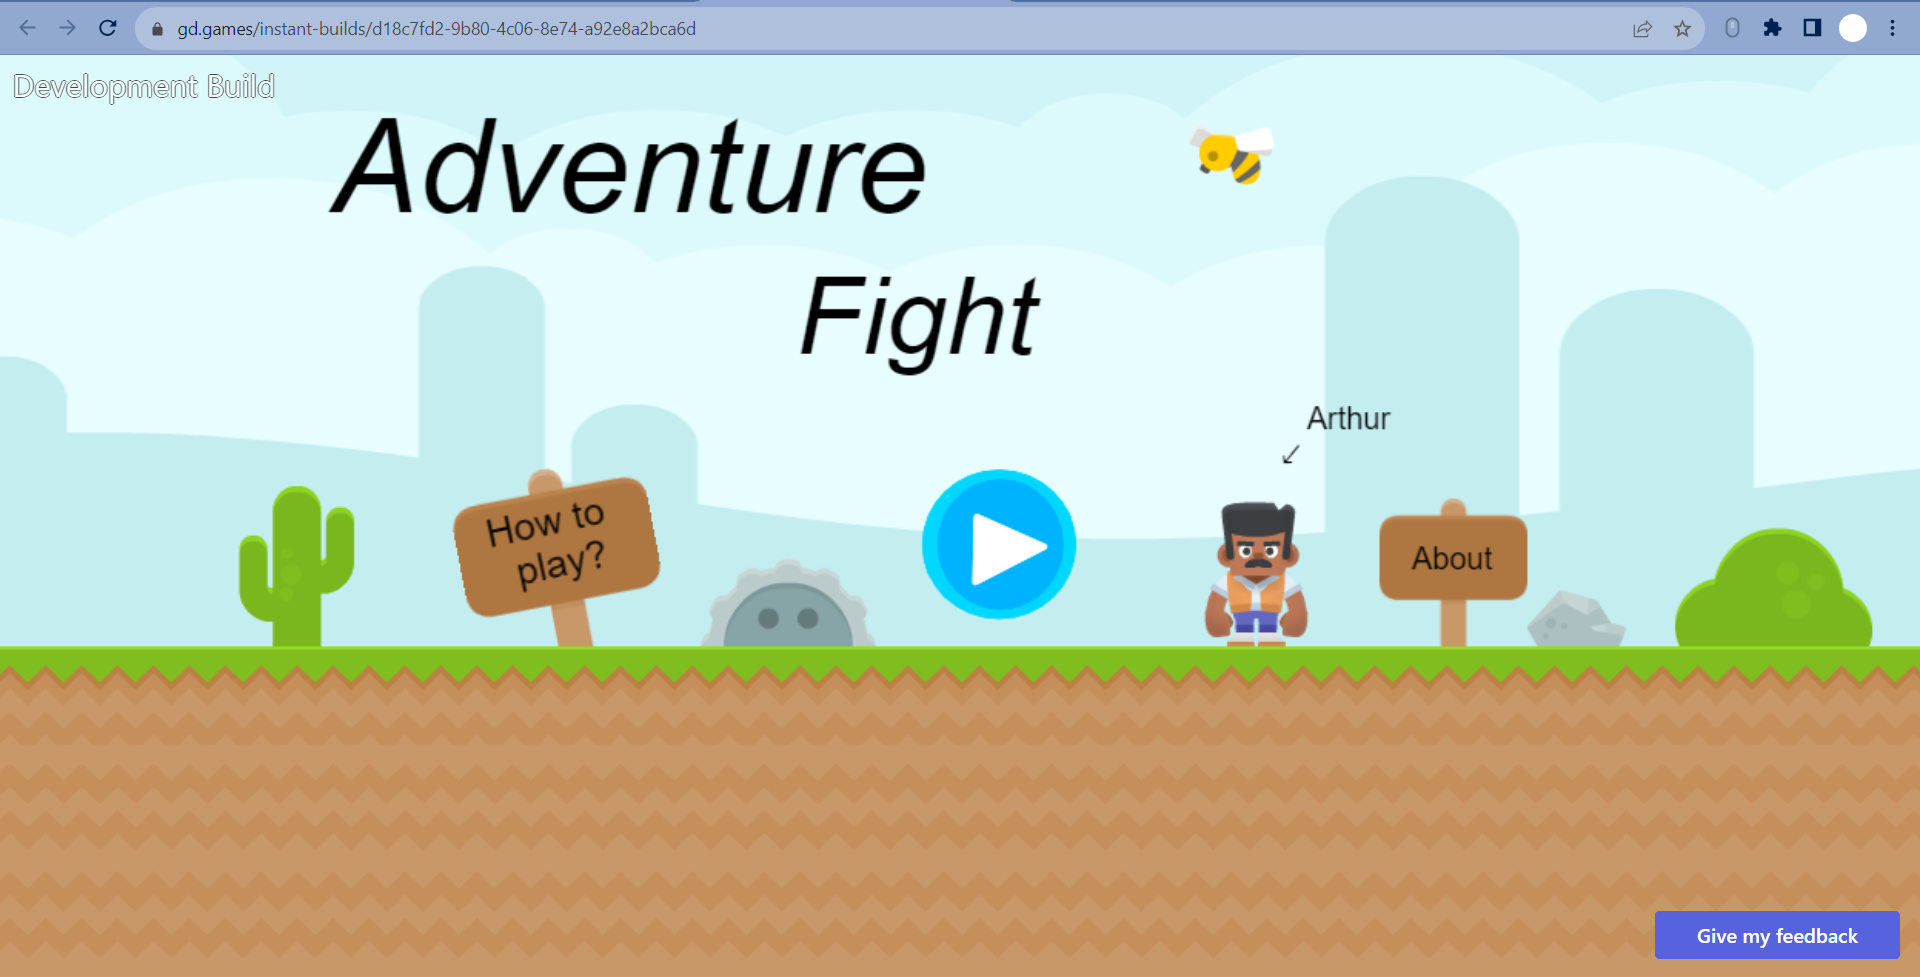 gd.games/instant-builds/d18c7fd2-9b80-4c06-8e74-a92e8a2bca6d
Development Build
Adventure
Fight
Arthur
How to
play?
About
Give my feedback